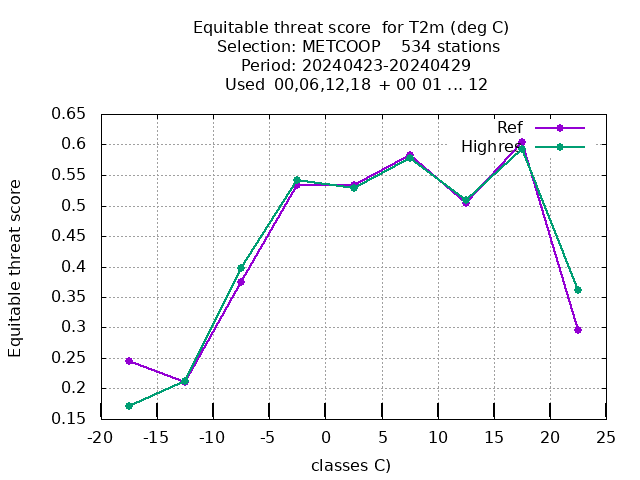 Equitable threat score for T2m (deg C)
Selection: METCOOP 534 stations
Period: 20240423-20240429
Used 00,06,12,18 + 00 01 ... 12
Ref
Highres
Equitable threat score
0.65
0.6
0.55
0.5
0.45
0.4
0.35
0.3
0.25
0.2
0.15
-20 -15 -10 -5 0 5 10 15 20 25
classes C)